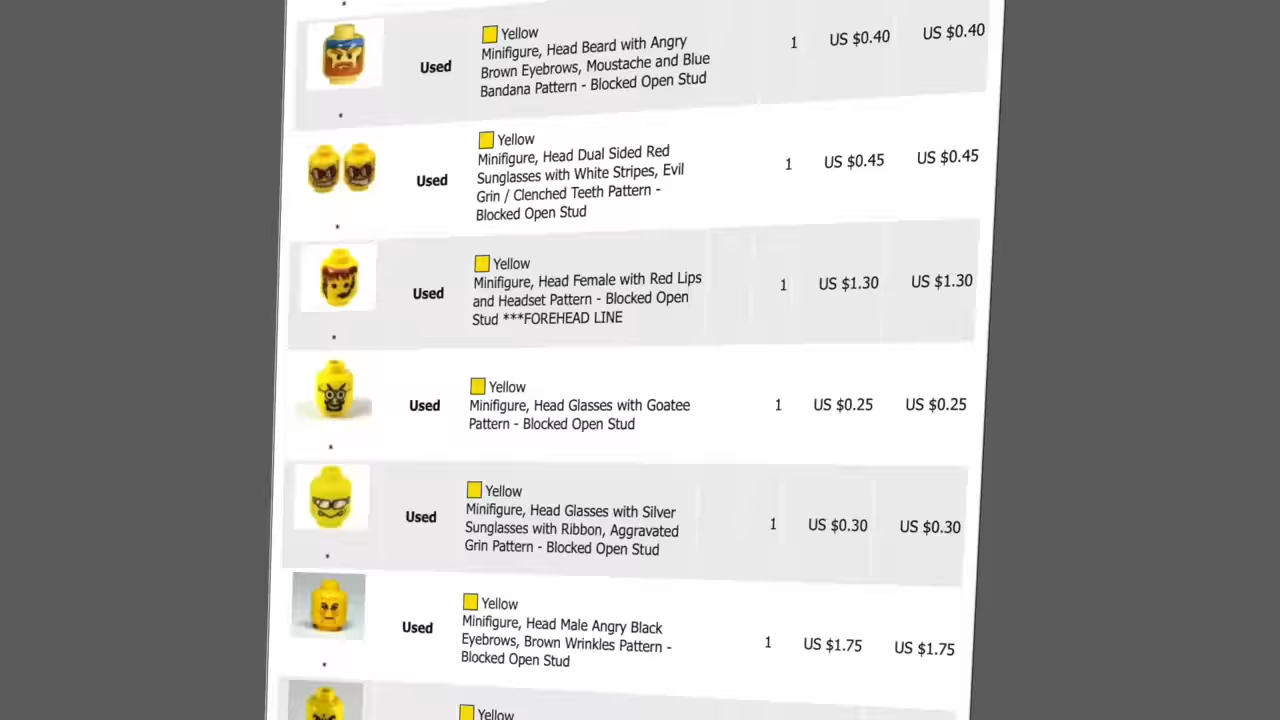 *
Yellow
Used
Minifigure, Head Beard with Angry
Brown Eyebrows, Moustache and Blue
Bandana Pattern - Blocked Open Stud
1 US $0.40 US $0.40
*
Yellow
Used
Minifigure, Head Dual Sided Red
Sunglasses with White Stripes, Evil
Grin / Clenched Teeth Pattern -
Blocked Open Stud
1 US $0.45 US $0.45
*
Yellow
Used
Minifigure, Head Female with Red Lips
and Headset Pattern - Blocked Open
Stud ***FOREHEAD LINE
1 US $1.30 US $1.30
*
Yellow
Used
Minifigure, Head Glasses with Goatee
Pattern - Blocked Open Stud
1 US $0.25 US $0.25
*
Yellow
Used
Minifigure, Head Glasses with Silver
Sunglasses with Ribbon, Aggravated
Grin Pattern - Blocked Open Stud
1 US $0.30 US $0.30
*
Yellow
Used
Minifigure, Head Male Angry Black
Eyebrows, Brown Wrinkles Pattern -
Blocked Open Stud
1 US $1.75 US $1.75
*
Yellow